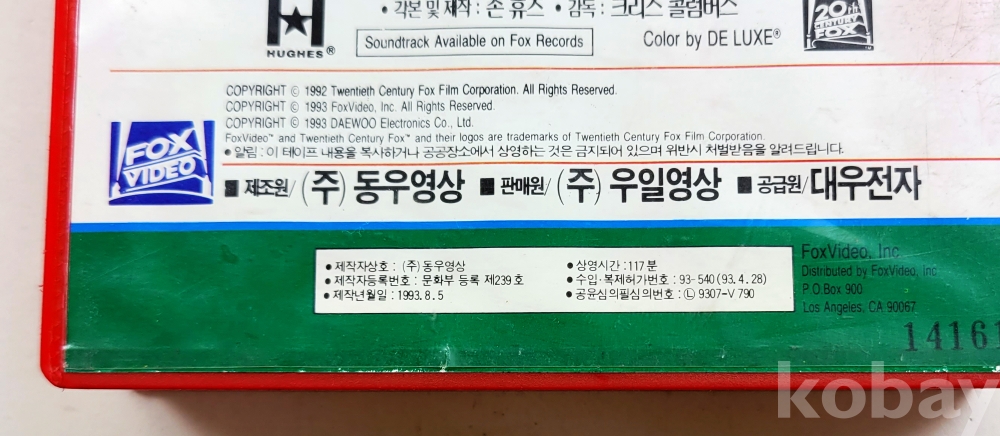 • 각본 및 제작 : 존 휴스 • 감독 : 크리스 콜럼버스
HUGHES®
Soundtrack Available on Fox Records
Color by DE LUXE®
20th CENTURY FOX
COPYRIGHT © 1992 Twentieth Century Fox Film Corporation. All Rights Reserved.
COPYRIGHT © 1993 FoxVideo, Inc. All Rights Reserved.
COPYRIGHT © 1993 DAEWOO Electronics Co., Ltd.
FoxVideo™ and Twentieth Century Fox™ and their logos are trademarks of Twentieth Century Fox Film Corporation.
• 알림 : 이 테이프 내용을 복사하거나 공공장소에서 상영하는 것은 금지되어 있으며 위반시 처벌받음을 알려드립니다.
FOX VIDEO
■ 제조원/(주)동우영상 ■ 판매원/(주)우일영상 ■ 공급원/대우전자
• 제작자상호 : (주)동우영상
• 제작자등록번호 : 문화부 등록 제239호
• 제작년월일 : 1993. 8. 5
• 상영시간 : 117분
• 수입·복제허가번호 : 93-540 (93. 4. 28)
• 공윤심의필심의번호 : Ⓛ 9307-V 790
FoxVideo, Inc
Distributed by FoxVideo, Inc
P.O.Box 900
Los Angeles, CA 90067
14161
kobay